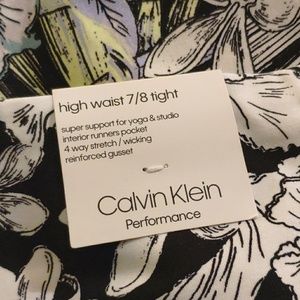 high waist 7/8 tight
super support for yoga & studio
interior runners pocket
4 way stretch / wicking
reinforced gusset
Calvin Klein
Performance